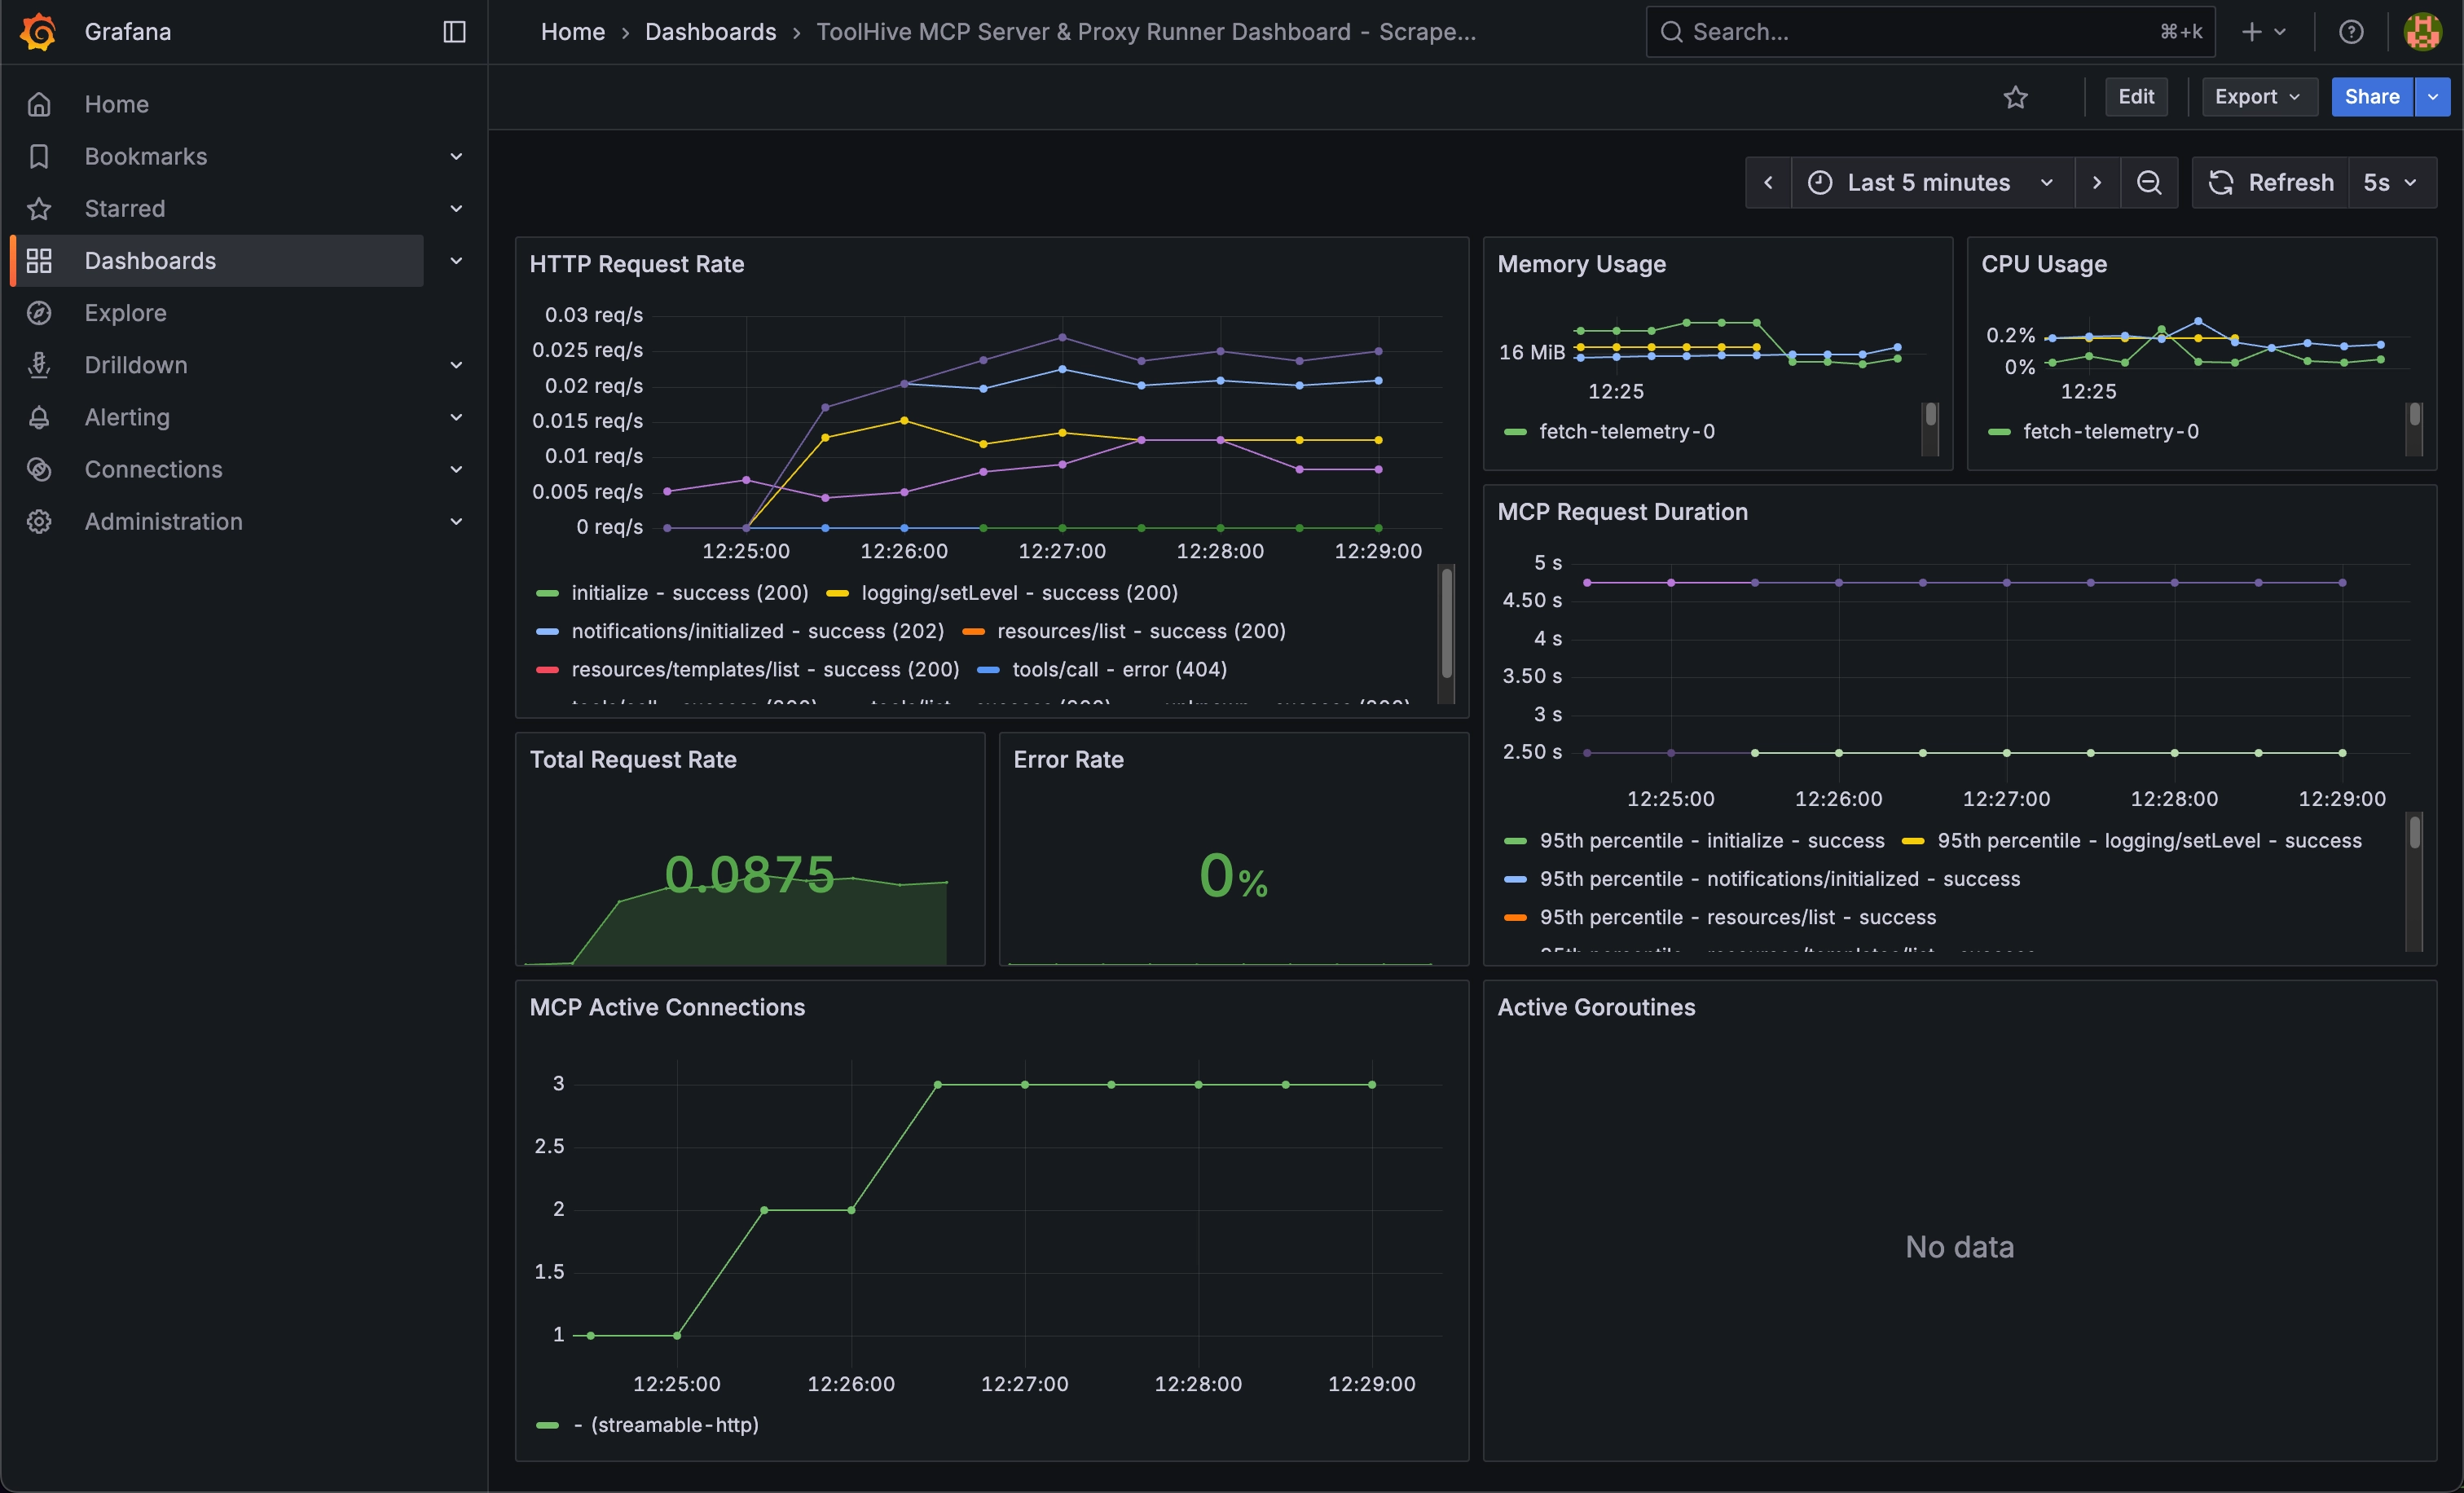 Grafana
Home › Dashboards › ToolHive MCP Server & Proxy Runner Dashboard - Scrape...
Search...
⌘+k
Edit
Export
Share
Home
Bookmarks
Starred
Dashboards
Explore
Drilldown
Alerting
Connections
Administration
Last 5 minutes
Refresh
5s
HTTP Request Rate
0.03 req/s
0.025 req/s
0.02 req/s
0.015 req/s
0.01 req/s
0.005 req/s
0 req/s
12:25:00 12:26:00 12:27:00 12:28:00 12:29:00
initialize - success (200) logging/setLevel - success (200)
notifications/initialized - success (202) resources/list - success (200)
resources/templates/list - success (200) tools/call - error (404)
Memory Usage
16 MiB
12:25
fetch-telemetry-0
CPU Usage
0.2%
0%
12:25
fetch-telemetry-0
MCP Request Duration
5 s
4.50 s
4 s
3.50 s
3 s
2.50 s
12:25:00 12:26:00 12:27:00 12:28:00 12:29:00
95th percentile - initialize - success 95th percentile - logging/setLevel - success
95th percentile - notifications/initialized - success
95th percentile - resources/list - success
Total Request Rate
0.0875
Error Rate
0%
MCP Active Connections
3
2.5
2
1.5
1
12:25:00 12:26:00 12:27:00 12:28:00 12:29:00
- (streamable-http)
Active Goroutines
No data